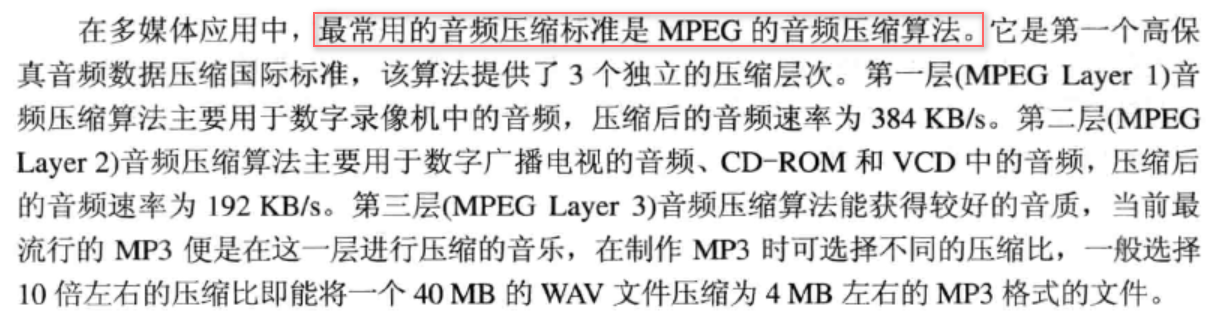 在多媒体应用中，最常用的音频压缩标准是 MPEG 的音频压缩算法。它是第一个高保
真音频数据压缩国际标准，该算法提供了 3 个独立的压缩层次。第一层(MPEG Layer 1)音
频压缩算法主要用于数字录像机中的音频，压缩后的音频速率为 384 KB/s。第二层(MPEG
Layer 2)音频压缩算法主要用于数字广播电视的音频、CD-ROM 和 VCD 中的音频，压缩后
的音频速率为 192 KB/s。第三层(MPEG Layer 3)音频压缩算法能获得较好的音质，当前最
流行的 MP3 便是在这一层进行压缩的音乐，在制作 MP3 时可选择不同的压缩比，一般选择
10 倍左右的压缩比即能将一个 40 MB 的 WAV 文件压缩为 4 MB 左右的 MP3 格式的文件。